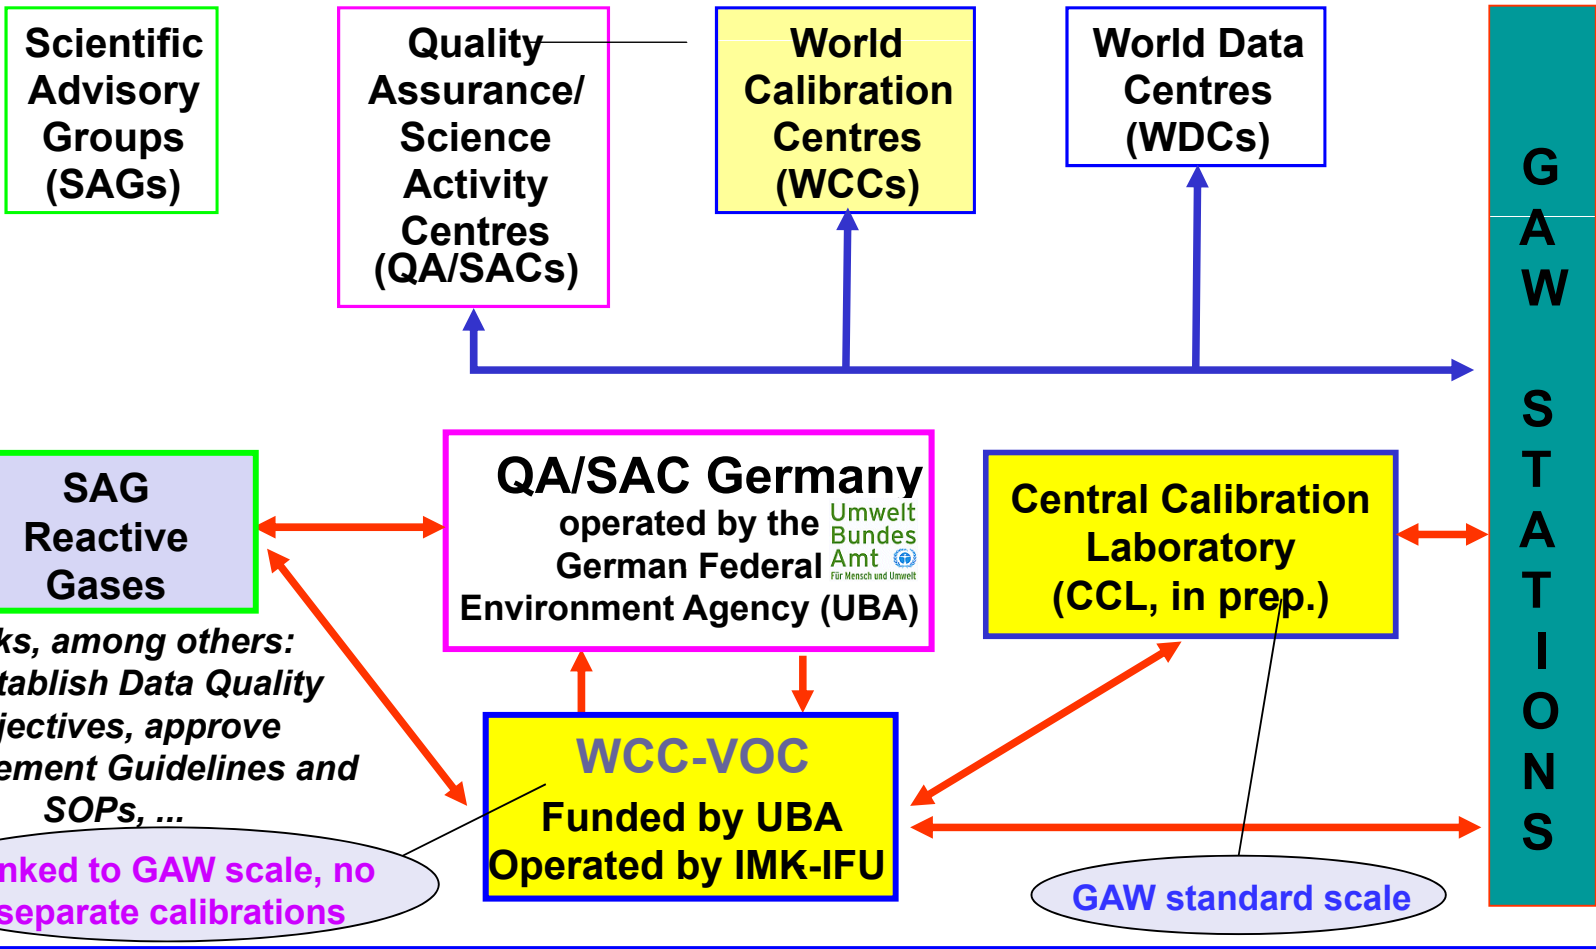 Scientific
Advisory
Groups
(SAGs)
Quality
Assurance/
Science
Activity
Centres
(QA/SACs)
World
Calibration
Centres
(WCCs)
World Data
Centres
(WDCs)
GAW STATIONS
SAG
Reactive
Gases
QA/SAC Germany
operated by the
German Federal
Environment Agency (UBA)
Umwelt
Bundes
Amt
Für Mensch und Umwelt
Central Calibration
Laboratory
(CCL, in prep.)
ks, among others:
tablish Data Quality
jectives, approve
ement Guidelines and
SOPs, ...
WCC-VOC
Funded by UBA
Operated by IMK-IFU
nked to GAW scale, no
separate calibrations
GAW standard scale